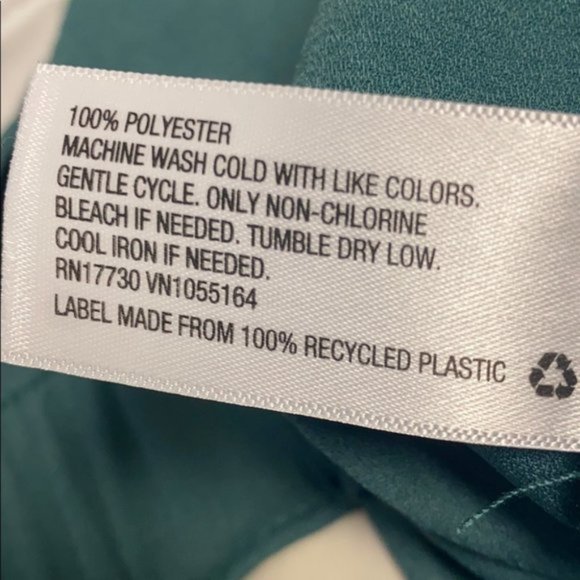 100% POLYESTER
MACHINE WASH COLD WITH LIKE COLORS.
GENTLE CYCLE. ONLY NON-CHLORINE
BLEACH IF NEEDED. TUMBLE DRY LOW.
COOL IRON IF NEEDED.
RN17730 VN1055164
LABEL MADE FROM 100% RECYCLED PLASTIC